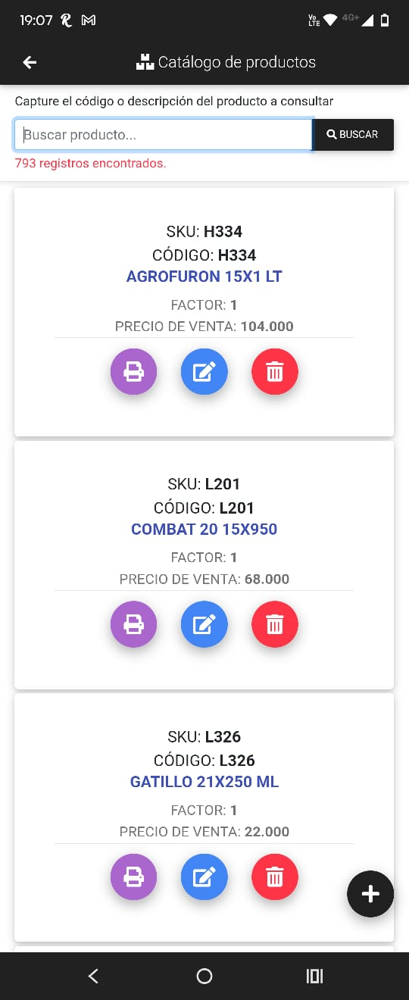 19:07
Vo
LTE
4G+
Catálogo de productos
Capture el código o descripción del producto a consultar
Buscar producto...
BUSCAR
793 registros encontrados.
SKU: H334
CÓDIGO: H334
AGROFURON 15X1 LT
FACTOR: 1
PRECIO DE VENTA: 104.000
SKU: L201
CÓDIGO: L201
COMBAT 20 15X950
FACTOR: 1
PRECIO DE VENTA: 68.000
SKU: L326
CÓDIGO: L326
GATILLO 21X250 ML
FACTOR: 1
PRECIO DE VENTA: 22.000